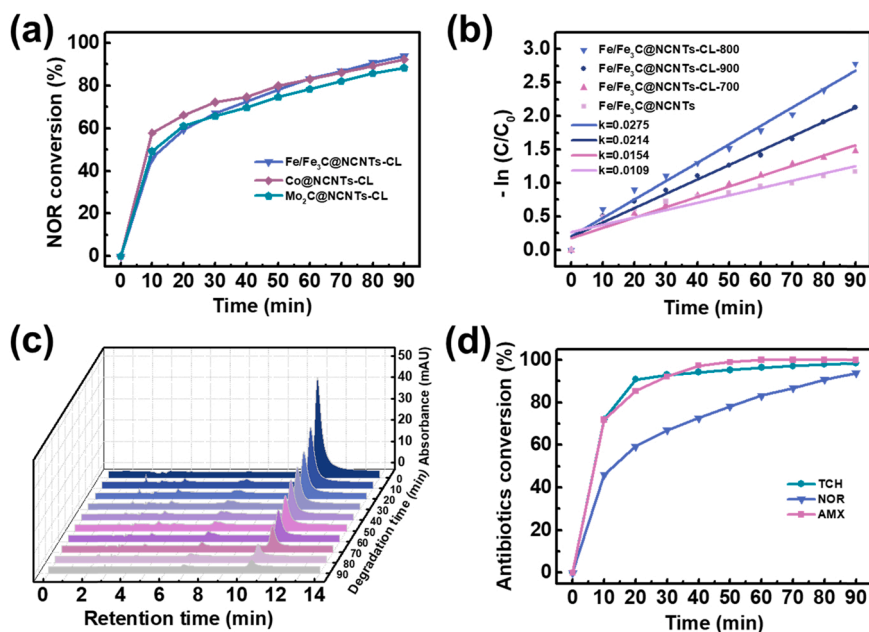 (a)
NOR conversion (%)
100
80
60
40
20
0
Fe/Fe₃C@NCNTs-CL
Co@NCNTs-CL
Mo₂C@NCNTs-CL
0 10 20 30 40 50 60 70 80 90
Time (min)
(b)
- ln (C/C₀)
3.0
2.5
2.0
1.5
1.0
0.5
0.0
Fe/Fe₃C@NCNTs-CL-800
Fe/Fe₃C@NCNTs-CL-900
Fe/Fe₃C@NCNTs-CL-700
Fe/Fe₃C@NCNTs
k=0.0275
k=0.0214
k=0.0154
k=0.0109
0 10 20 30 40 50 60 70 80 90
Time (min)
(c)
50
40
30
20
10
0
Absorbance (mAU)
0
10
20
30
40
50
60
70
80
90
Degradation time (min)
0 2 4 6 8 10 12 14
Retention time (min)
(d)
Antibiotics conversion (%)
100
80
60
40
20
0
TCH
NOR
AMX
0 10 20 30 40 50 60 70 80 90
Time (min)